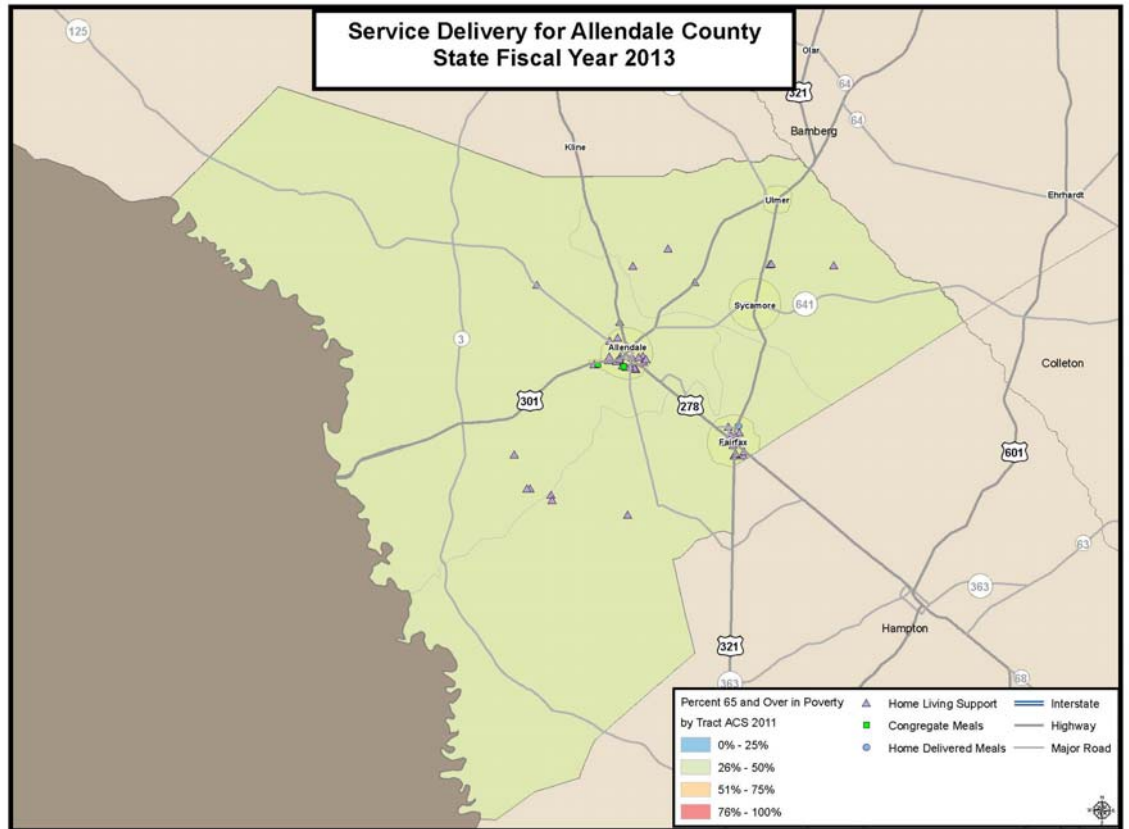 Service Delivery for Allendale County
State Fiscal Year 2013
125
Olar
321
64
64
Bamberg
Kline
Ehrhardt
Ulmer
Sycamore
641
3
Allendale
Colleton
301
278
Fairfax
601
63
363
Hampton
321
363
68
Percent 65 and Over in Poverty
by Tract ACS 2011
0% - 25%
26% - 50%
51% - 75%
76% - 100%
Home Living Support
Congregate Meals
Home Delivered Meals
Interstate
Highway
Major Road